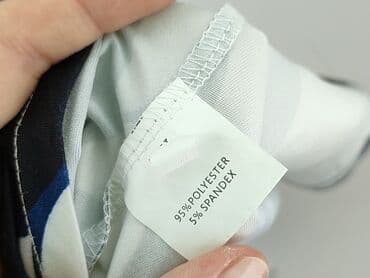 95% POLYESTER
5% SPANDEX